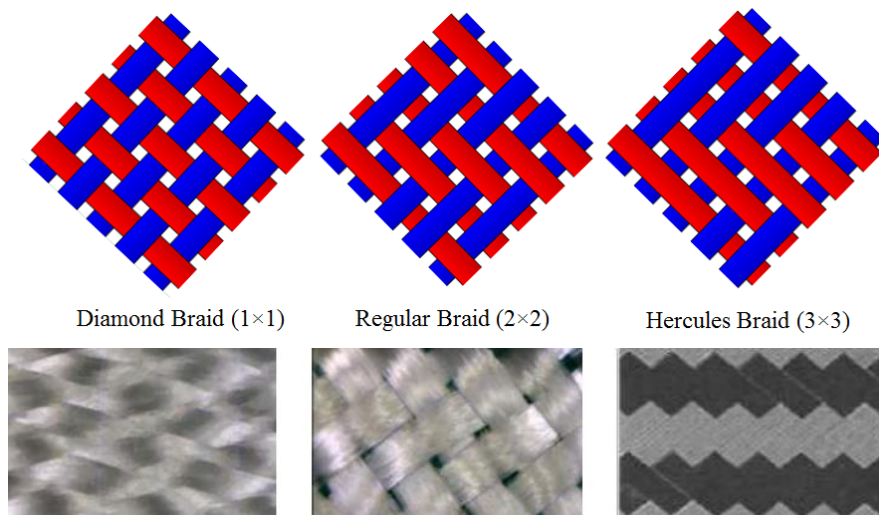 Diamond Braid (1×1) Regular Braid (2×2) Hercules Braid (3×3)